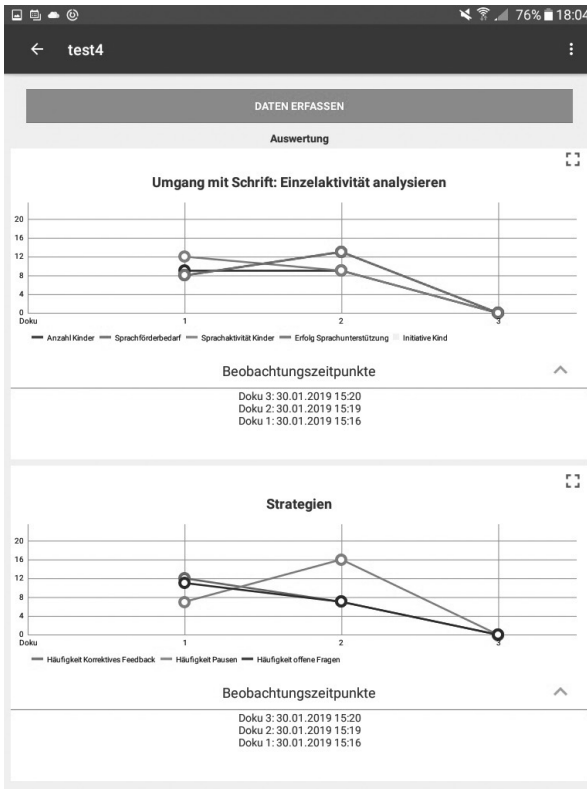 76% 18:04
test4
DATEN ERFASSEN
Auswertung
Umgang mit Schrift: Einzelaktivität analysieren
20
16
12
8
4
0
Doku 1 2 3
Anzahl Kinder Sprachförderbedarf Sprachaktivität Kinder Erfolg Sprachunterstützung Initiative Kind
Beobachtungszeitpunkte
Doku 3: 30.01.2019 15:20
Doku 2: 30.01.2019 15:19
Doku 1: 30.01.2019 15:16
Strategien
20
16
12
8
4
0
Doku 1 2 3
Häufigkeit Korrektives Feedback Häufigkeit Pausen Häufigkeit offene Fragen
Beobachtungszeitpunkte
Doku 3: 30.01.2019 15:20
Doku 2: 30.01.2019 15:19
Doku 1: 30.01.2019 15:16